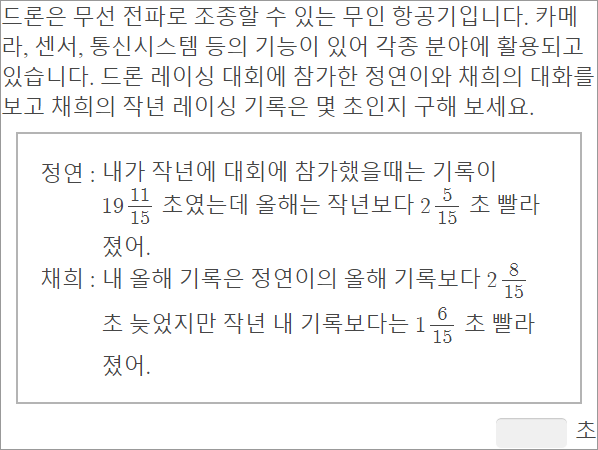 드론은 무선 전파로 조종할 수 있는 무인 항공기입니다. 카메
라, 센서, 통신시스템 등의 기능이 있어 각종 분야에 활용되고
있습니다. 드론 레이싱 대회에 참가한 정연이와 채희의 대화를
보고 채희의 작년 레이싱 기록은 몇 초인지 구해 보세요.
정연 : 내가 작년에 대회에 참가했을때는 기록이
19 11/15 초였는데 올해는 작년보다 2 5/15 초 빨라
졌어.
채희 : 내 올해 기록은 정연이의 올해 기록보다 2 8/15
초 늦었지만 작년 내 기록보다는 1 6/15 초 빨라
졌어.
초